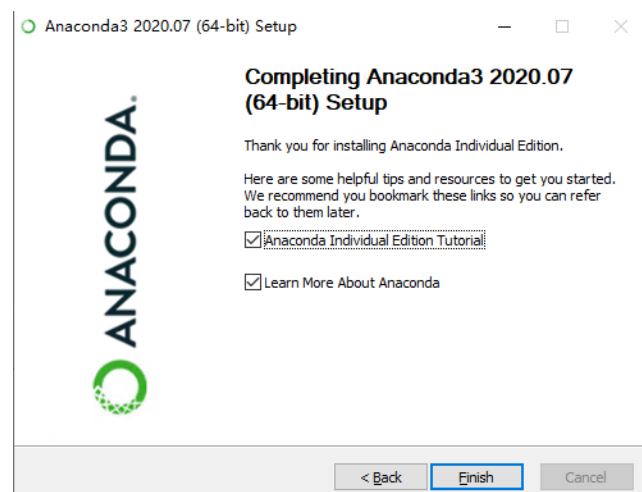 Anaconda3 2020.07 (64-bit) Setup
Completing Anaconda3 2020.07
(64-bit) Setup
Thank you for installing Anaconda Individual Edition.
Here are some helpful tips and resources to get you started.
We recommend you bookmark these links so you can refer
back to them later.
Anaconda Individual Edition Tutorial
Learn More About Anaconda
ANACONDA.
< Back
Finish
Cancel